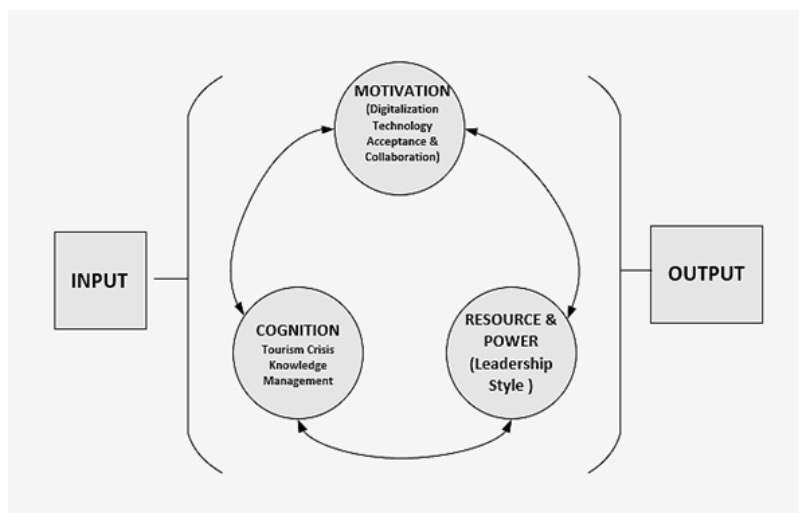 MOTIVATION
(Digitalization
Technology
Acceptance &
Collaboration)
INPUT
OUTPUT
COGNITION
Tourism Crisis
Knowledge
Management
RESOURCE &
POWER
(Leadership
Style )